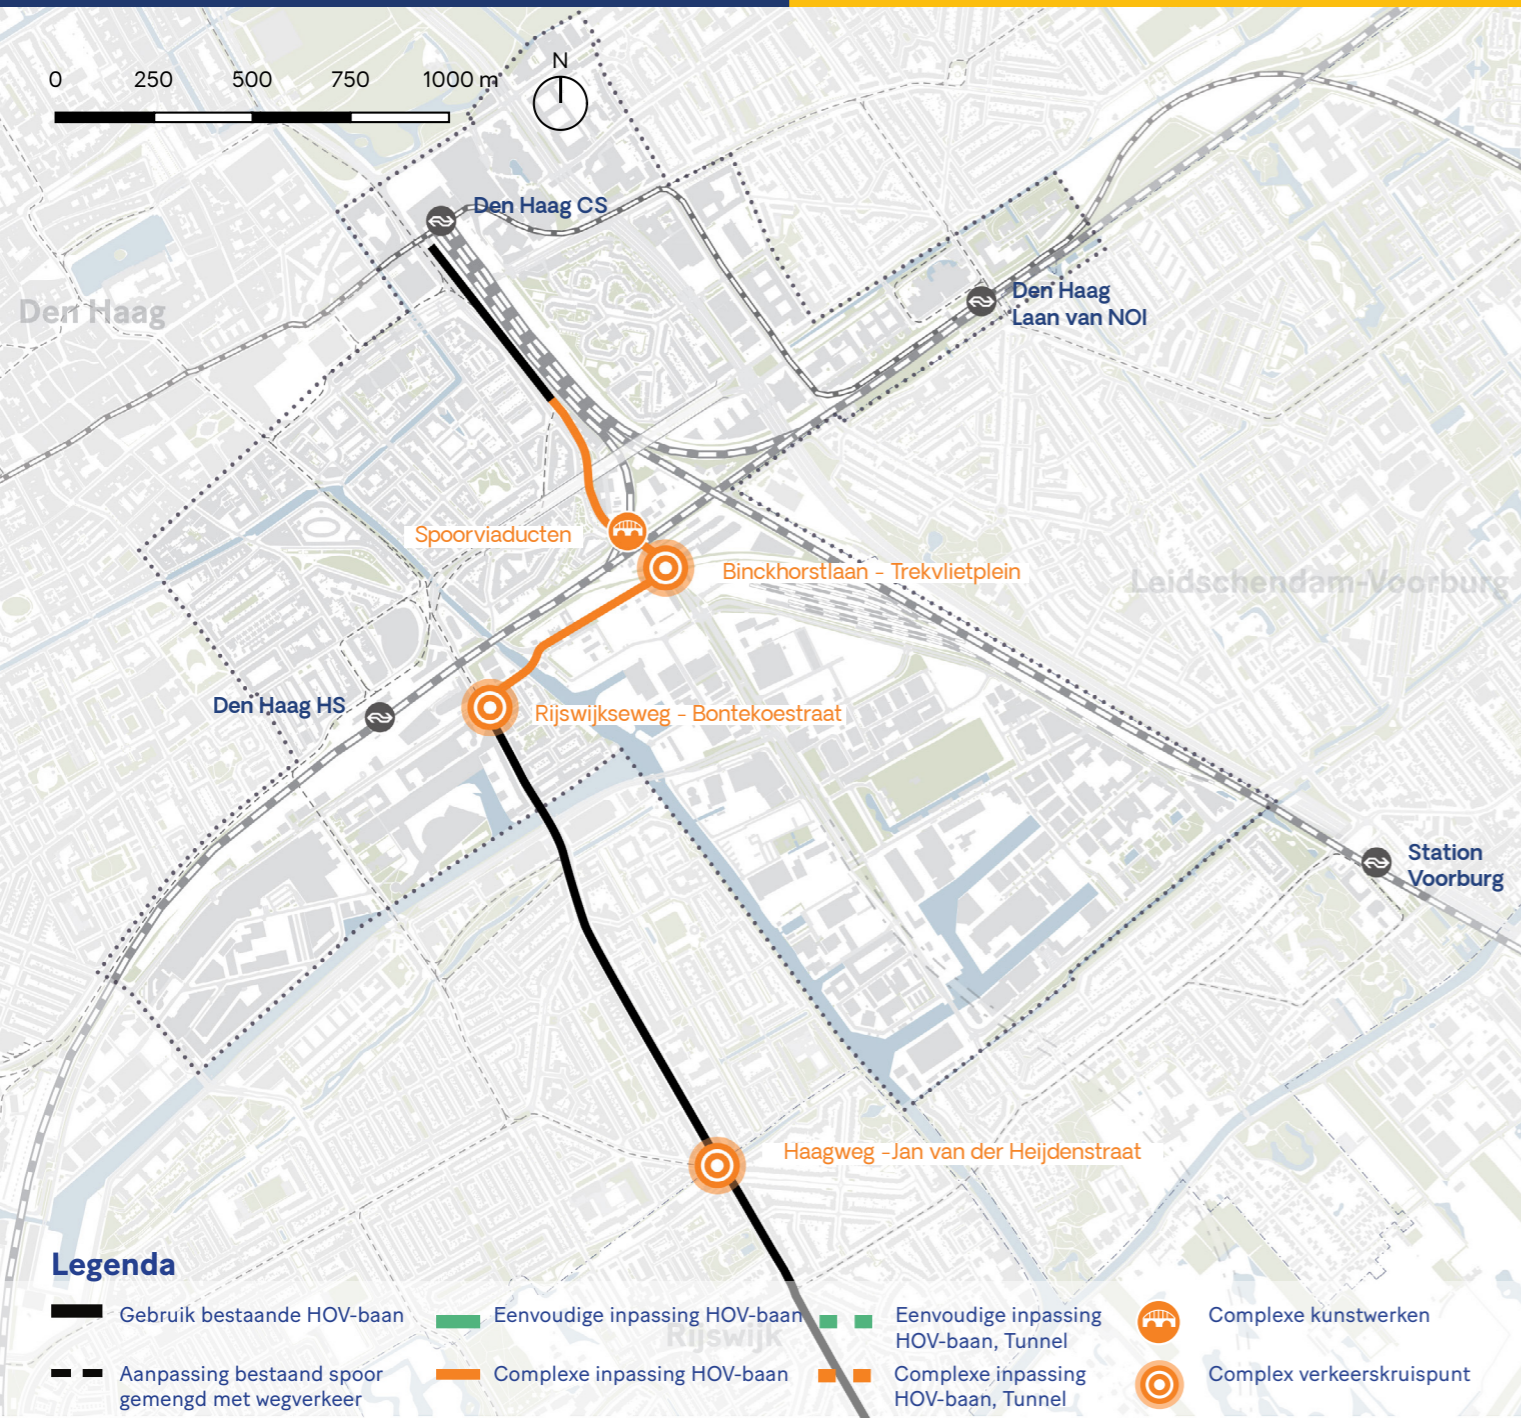 0 250 500 750 1000 m
N
Den Haag CS
Den Haag
Den Haag
Laan van NOI
Spoorviaducten
Binckhorstlaan - Trekvlietplein
Leidschendam-Voorburg
Den Haag HS
Rijswijkseweg - Bontekoestraat
Station
Voorburg
Haagweg -Jan van der Heijdenstraat
Rijswijk
Legenda
Gebruik bestaande HOV-baan
Aanpassing bestaand spoor
gemengd met wegverkeer
Eenvoudige inpassing HOV-baan
Complexe inpassing HOV-baan
Eenvoudige inpassing
HOV-baan, Tunnel
Complexe inpassing
HOV-baan, Tunnel
Complexe kunstwerken
Complex verkeerskruispunt